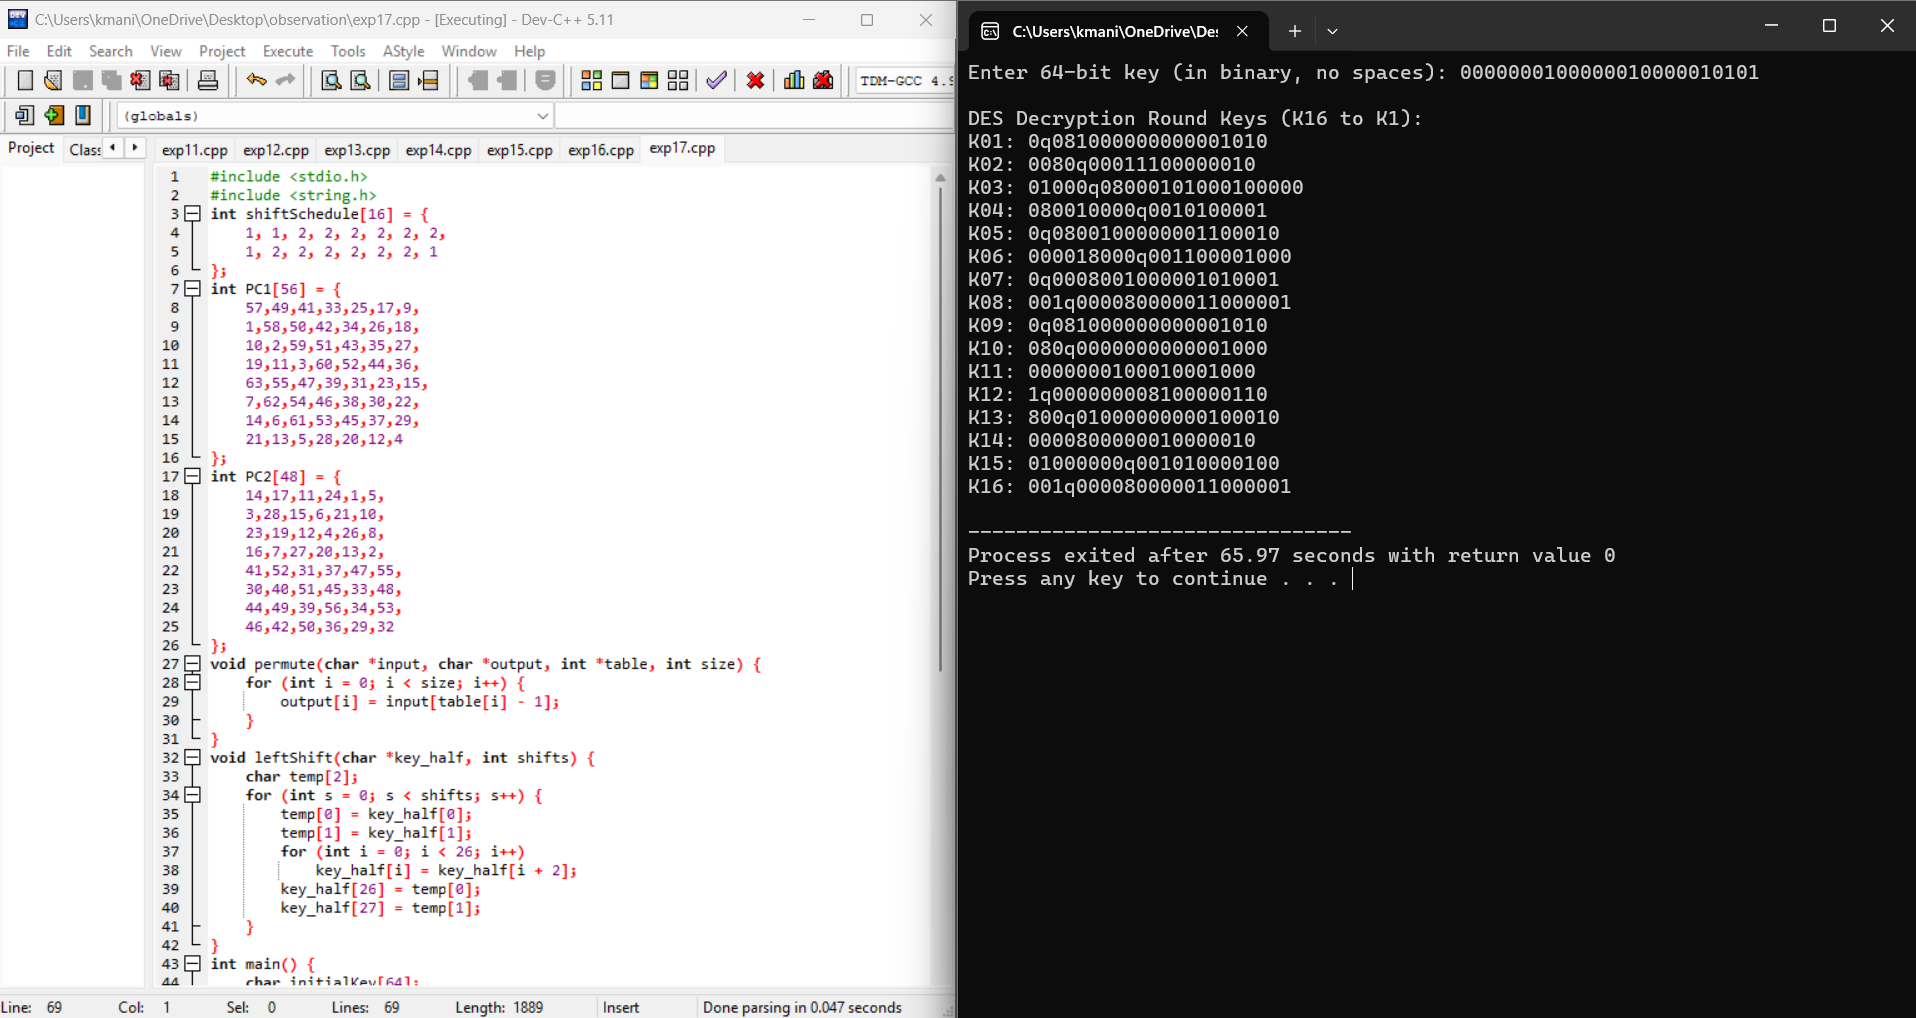 C:\Users\kmani\OneDrive\Desktop\observation\exp17.cpp - [Executing] - Dev-C++ 5.11
File Edit Search View Project Execute Tools AStyle Window Help
TDM-GCC 4.9
(globals)
Project Clas
exp11.cpp exp12.cpp exp13.cpp exp14.cpp exp15.cpp exp16.cpp exp17.cpp
1 #include <stdio.h>
2 #include <string.h>
3 int shiftSchedule[16] = {
4 1, 1, 2, 2, 2, 2, 2, 2,
5 1, 2, 2, 2, 2, 2, 2, 1
6 };
7 int PC1[56] = {
8 57,49,41,33,25,17,9,
9 1,58,50,42,34,26,18,
10 10,2,59,51,43,35,27,
11 19,11,3,60,52,44,36,
12 63,55,47,39,31,23,15,
13 7,62,54,46,38,30,22,
14 14,6,61,53,45,37,29,
15 21,13,5,28,20,12,4
16 };
17 int PC2[48] = {
18 14,17,11,24,1,5,
19 3,28,15,6,21,10,
20 23,19,12,4,26,8,
21 16,7,27,20,13,2,
22 41,52,31,37,47,55,
23 30,40,51,45,33,48,
24 44,49,39,56,34,53,
25 46,42,50,36,29,32
26 };
27 void permute(char *input, char *output, int *table, int size) {
28 for (int i = 0; i < size; i++) {
29 output[i] = input[table[i] - 1];
30 }
31 }
32 void leftShift(char *key_half, int shifts) {
33 char temp[2];
34 for (int s = 0; s < shifts; s++) {
35 temp[0] = key_half[0];
36 temp[1] = key_half[1];
37 for (int i = 0; i < 26; i++)
38 key_half[i] = key_half[i + 2];
39 key_half[26] = temp[0];
40 key_half[27] = temp[1];
41 }
42 }
43 int main() {
44 char initialKey[64];
Line: 69 Col: 1 Sel: 0 Lines: 69 Length: 1889 Insert Done parsing in 0.047 seconds
C:\Users\kmani\OneDrive\De
Enter 64-bit key (in binary, no spaces): 0000000100000010000010101
DES Decryption Round Keys (K16 to K1):
K01: 0q081000000000001010
K02: 0080q00011100000010
K03: 01000q08000101000100000
K04: 080010000q0010100001
K05: 0q0800100000001100010
K06: 000018000q001100001000
K07: 0q0008001000001010001
K08: 001q000080000011000001
K09: 0q081000000000001010
K10: 080q0000000000001000
K11: 0000000100010001000
K12: 1q000000008100000110
K13: 800q01000000000100010
K14: 0000800000010000010
K15: 01000000q001010000100
K16: 001q000080000011000001
--------------------------------
Process exited after 65.97 seconds with return value 0
Press any key to continue . . .